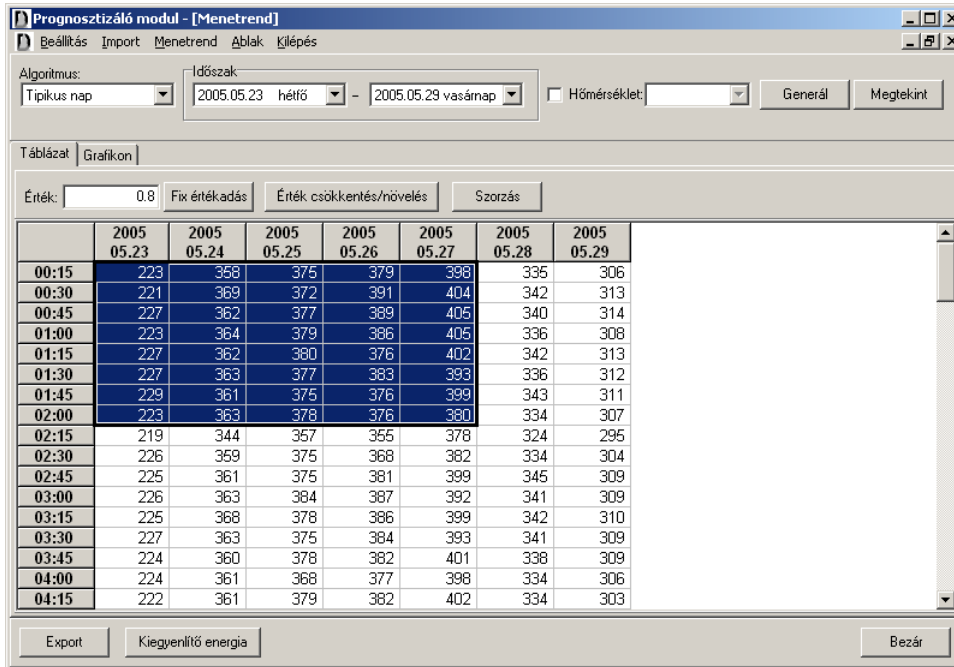 Prognosztizáló modul - [Menetrend]
Beállítás Import Menetrend Ablak Kilépés
Algoritmus:
Időszak
Tipikus nap 2005.05.23 hétfő - 2005.05.29 vasárnap Hőmérséklet: Generál Megtekint
Táblázat Grafikon
Érték: 0.8 Fix értékadás Érték csökkentés/növelés Szorzás
2005 2005 2005 2005 2005 2005 2005
05.23 05.24 05.25 05.26 05.27 05.28 05.29
00:15 223 358 375 379 398 335 306
00:30 221 369 372 391 404 342 313
00:45 227 362 377 389 405 340 314
01:00 223 364 379 386 405 336 308
01:15 227 362 380 376 402 342 313
01:30 227 363 377 383 393 336 312
01:45 229 361 375 376 399 343 311
02:00 223 363 378 376 380 334 307
02:15 219 344 357 355 378 324 295
02:30 226 359 375 368 382 334 304
02:45 225 361 375 381 399 345 309
03:00 226 363 384 387 392 341 309
03:15 225 368 378 386 399 342 310
03:30 227 363 375 384 393 341 309
03:45 224 360 378 382 401 338 309
04:00 224 361 368 377 398 334 306
04:15 222 361 379 382 402 334 303
Export Kiegyenlítő energia Bezár